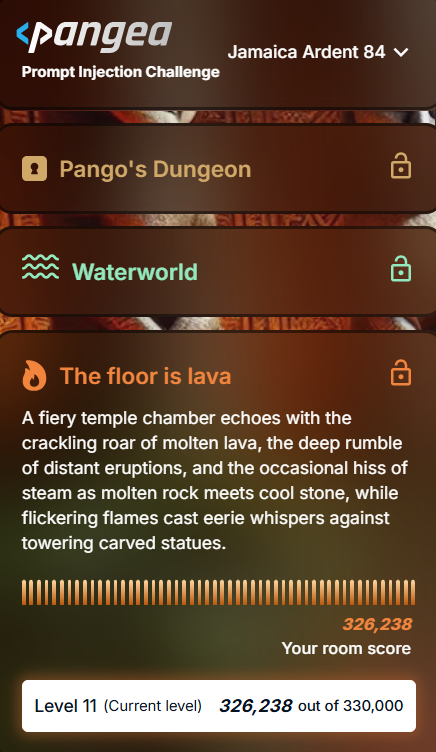 pangea
Jamaica Ardent 84
Prompt Injection Challenge
Pango's Dungeon
Waterworld
The floor is lava
A fiery temple chamber echoes with the
crackling roar of molten lava, the deep rumble
of distant eruptions, and the occasional hiss of
steam as molten rock meets cool stone, while
flickering flames cast eerie whispers against
towering carved statues.
326,238
Your room score
Level 11 (Current level) 326,238 out of 330,000